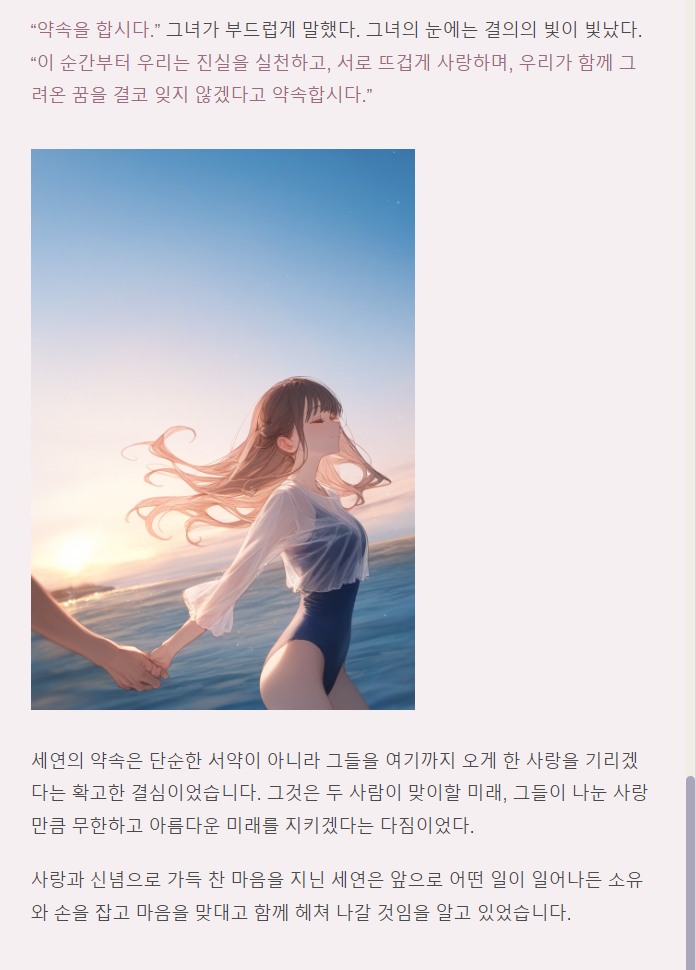 “약속을 합시다.” 그녀가 부드럽게 말했다. 그녀의 눈에는 결의의 빛이 빛났다.
“이 순간부터 우리는 진실을 실천하고, 서로 뜨겁게 사랑하며, 우리가 함께 그
려온 꿈을 결코 잊지 않겠다고 약속합시다.”
세연의 약속은 단순한 서약이 아니라 그들을 여기까지 오게 한 사랑을 기리겠
다는 확고한 결심이었습니다. 그것은 두 사람이 맞이할 미래, 그들이 나눈 사랑
만큼 무한하고 아름다운 미래를 지키겠다는 다짐이었다.
사랑과 신념으로 가득 찬 마음을 지닌 세연은 앞으로 어떤 일이 일어나든 소유
와 손을 잡고 마음을 맞대고 함께 헤쳐 나갈 것임을 알고 있었습니다.